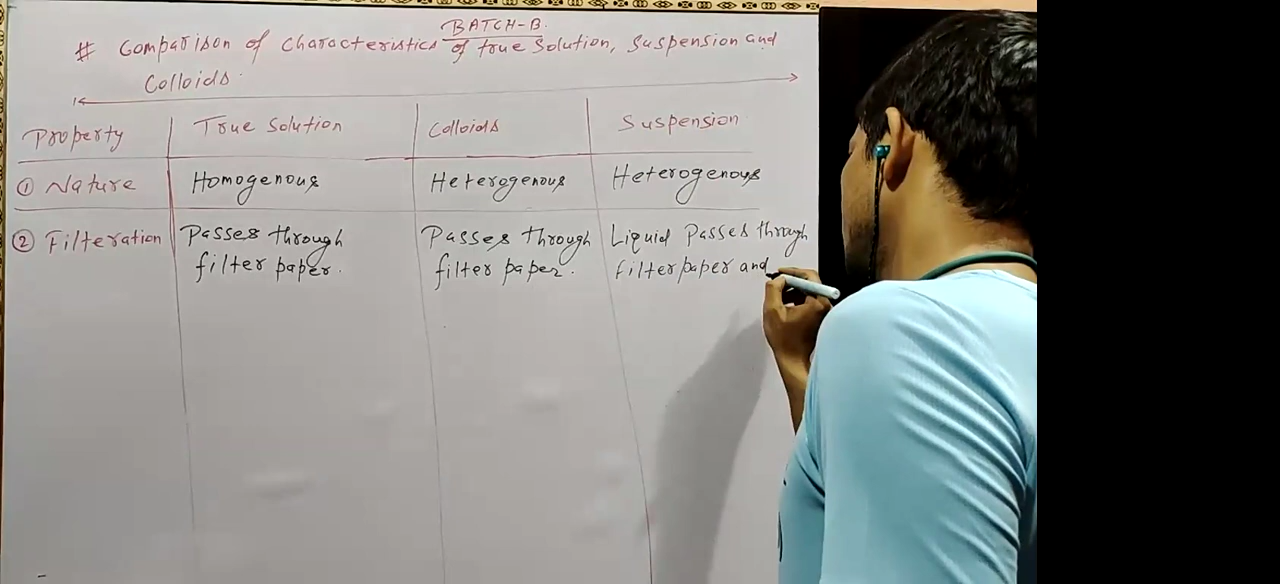 BATCH-B.
# Comparison of characteristics of true solution, suspension and
Colloids.
Property True solution Colloids Suspension
① Nature Homogenous Heterogenous Heterogenous
② Filteration Passes through Passes through Liquid Passes through
filter paper. filter paper. filter paper and